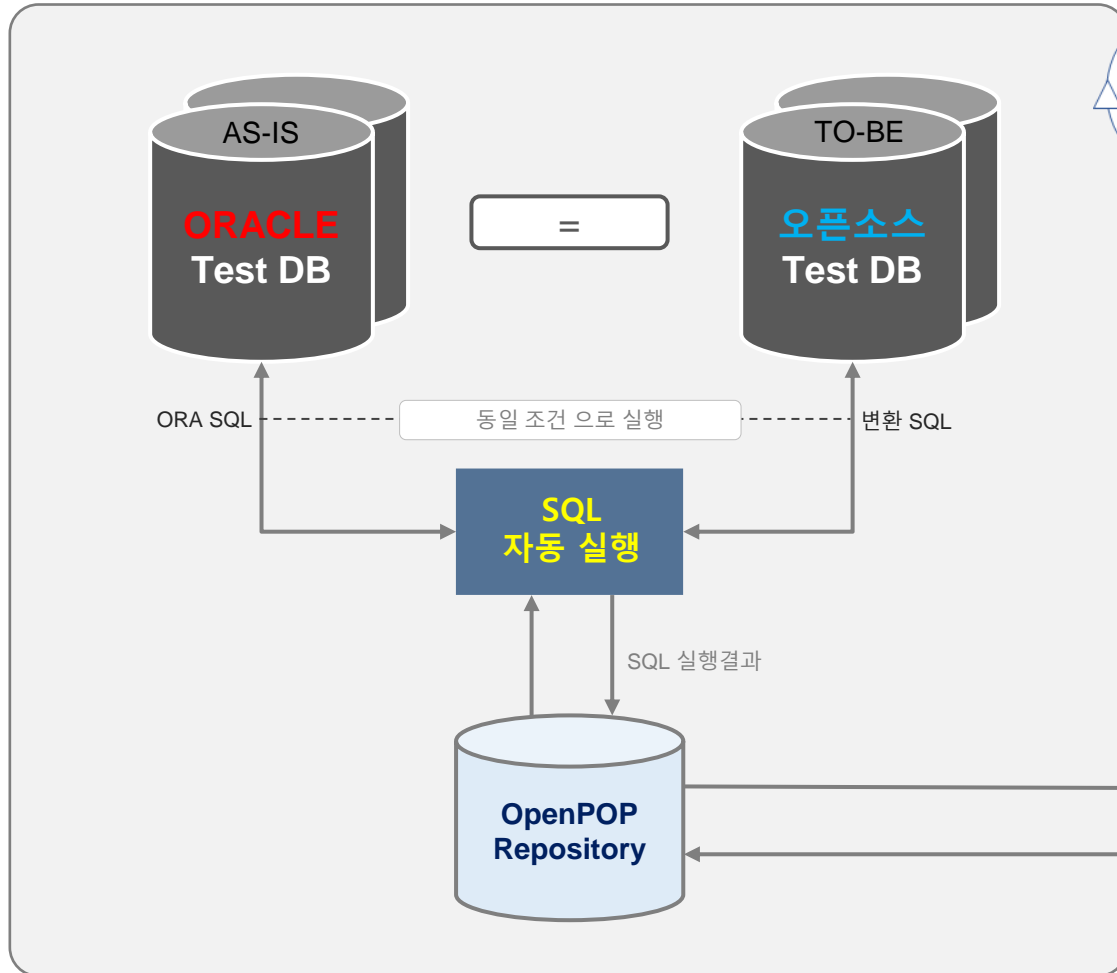 AS-IS
ORACLE
Test DB
=
TO-BE
오픈소스
Test DB
ORA SQL
동일 조건 으로 실행
변환 SQL
SQL
자동 실행
SQL 실행결과
OpenPOP
Repository